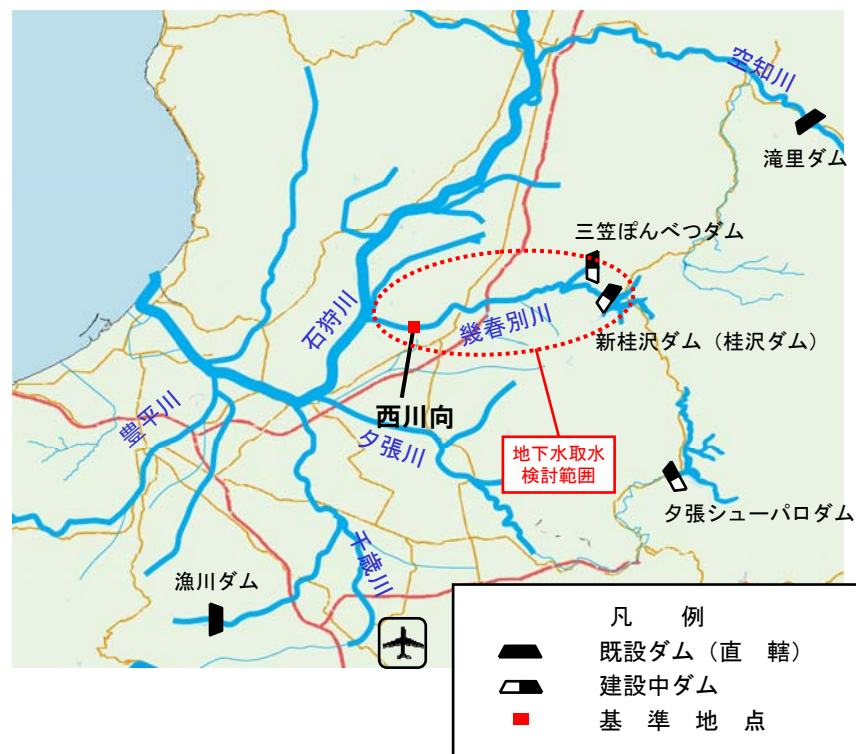 空知川
滝里ダム
三笠ぽんべつダム
石狩川
幾春別川
新桂沢ダム（桂沢ダム）
西川向
豊平川
夕張川
地下水取水
検討範囲
夕張シューパロダム
千歳川
漁川ダム
凡　例
既設ダム（直　轄）
建設中ダム
基　準　地　点